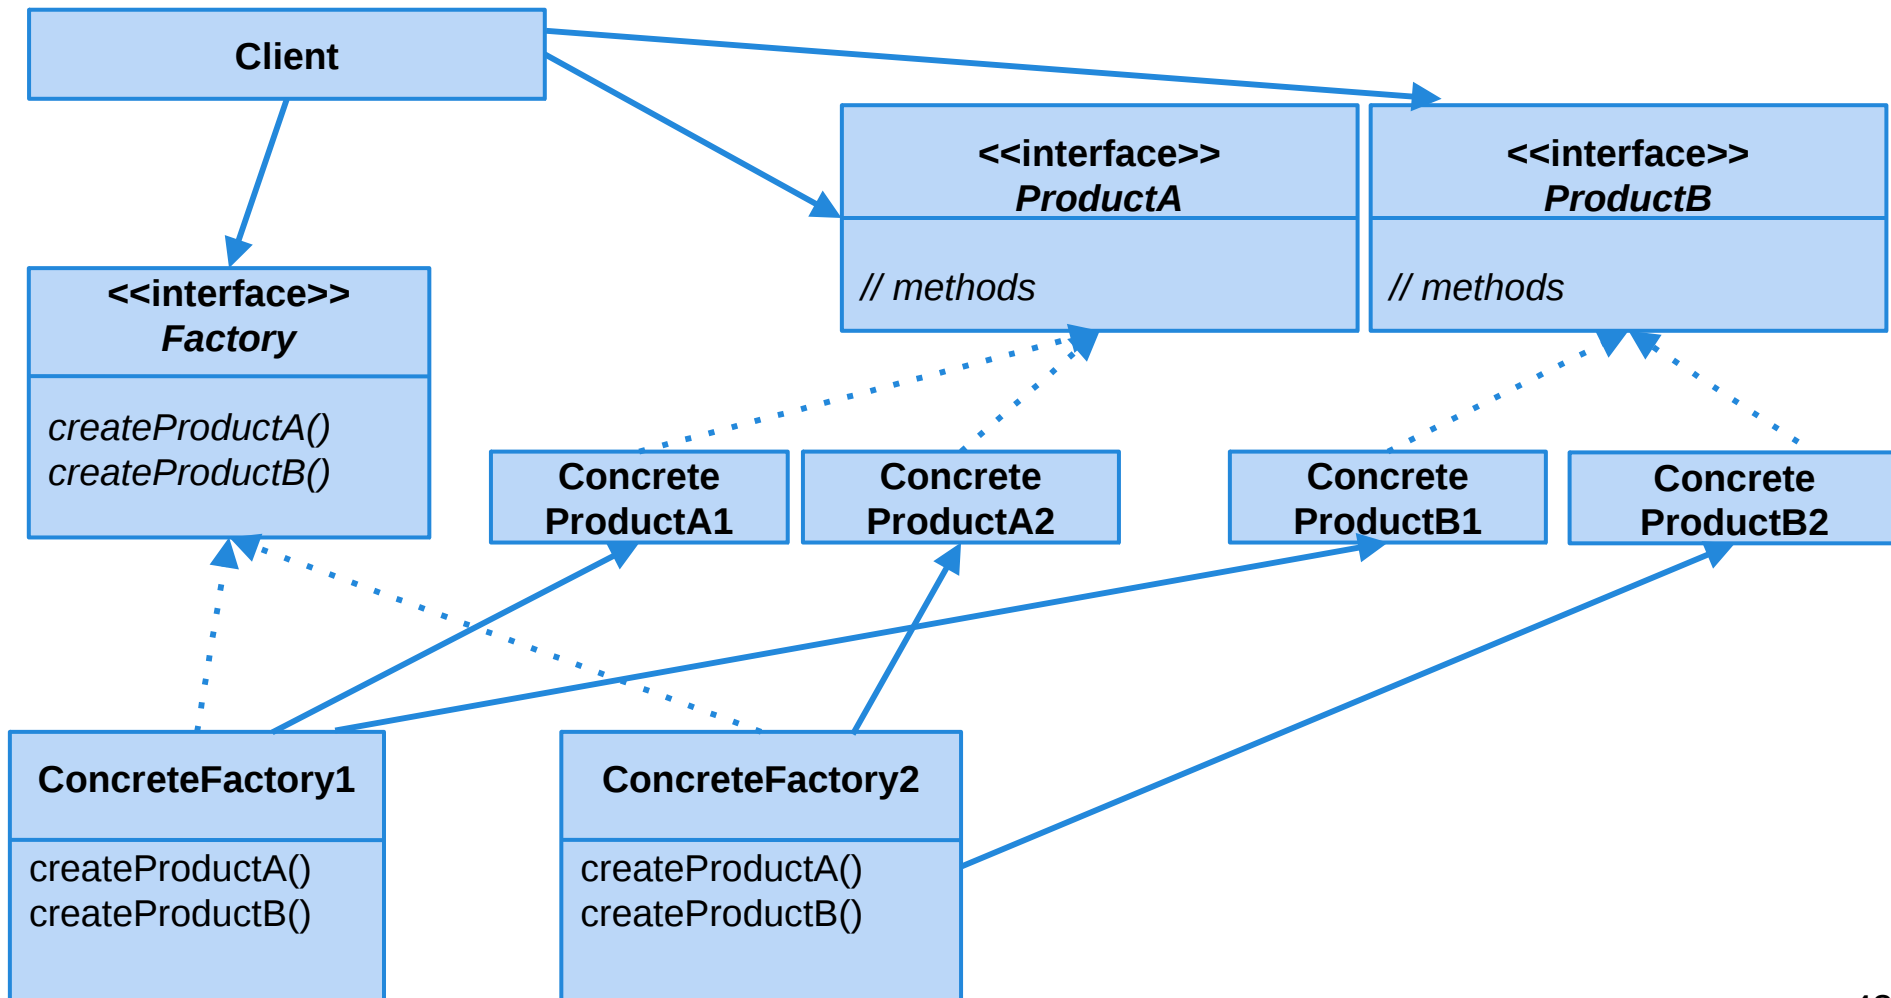 Client
<<interface>>
ProductA
// methods
<<interface>>
ProductB
// methods
<<interface>>
Factory
createProductA()
createProductB()
Concrete
ProductA1
Concrete
ProductA2
Concrete
ProductB1
Concrete
ProductB2
ConcreteFactory1
createProductA()
createProductB()
ConcreteFactory2
createProductA()
createProductB()